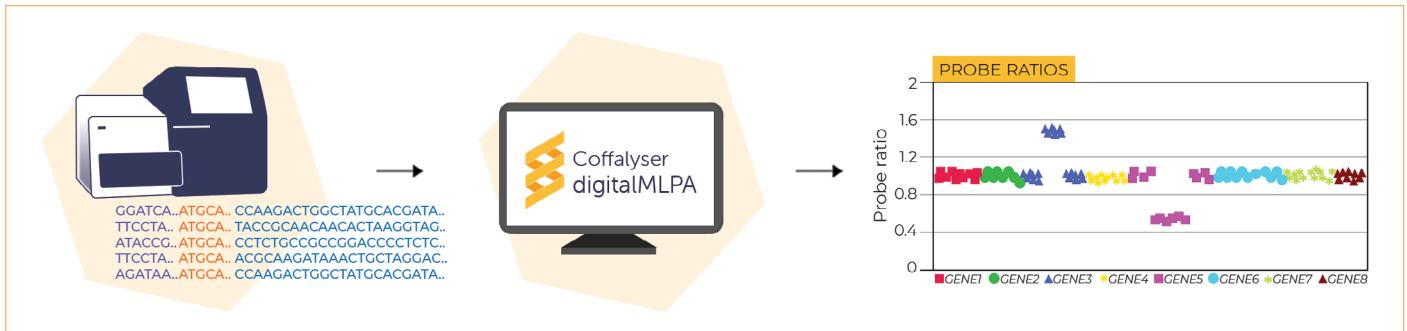 GGATCA..ATGCA.. CCAAGACTGGCTATGCACGATA..
TTCCTA.. ATGCA.. TACCGCAACAACACTAAGGTAG..
ATACCG.. ATGCA.. CCTCTGCCGCCGGACCCCTCTC..
TTCCTA.. ATGCA.. ACGCAAGATAAACTGCTAGGAC..
AGATAA..ATGCA.. CCAAGACTGGCTATGCACGATA..
Coffalyser
digitalMLPA
PROBE RATIOS
Probe ratio
2
1.6
1.2
0.8
0.4
0
GENE1 GENE2 GENE3 GENE4 GENE5 GENE6 GENE7 GENE8